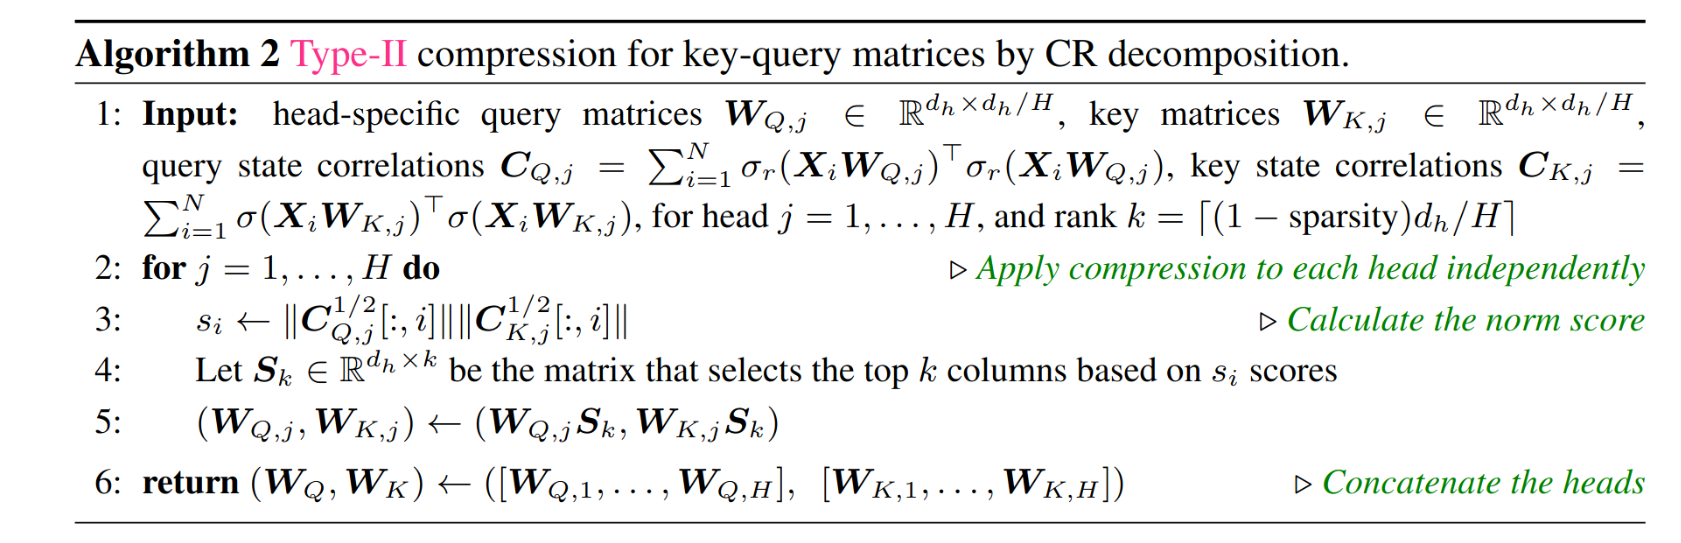 Algorithm 2 Type-II compression for key-query matrices by CR decomposition.
1: Input: head-specific query matrices $\boldsymbol{W}_{Q,j} \in \mathbb{R}^{d_h \times d_h/H}$, key matrices $\boldsymbol{W}_{K,j} \in \mathbb{R}^{d_h \times d_h/H}$,
query state correlations $\boldsymbol{C}_{Q,j} = \sum_{i=1}^{N} \sigma_r(\boldsymbol{X}_i \boldsymbol{W}_{Q,j})^\top \sigma_r(\boldsymbol{X}_i \boldsymbol{W}_{Q,j})$, key state correlations $\boldsymbol{C}_{K,j} =$
$\sum_{i=1}^{N} \sigma(\boldsymbol{X}_i \boldsymbol{W}_{K,j})^\top \sigma(\boldsymbol{X}_i \boldsymbol{W}_{K,j})$, for head $j = 1, \ldots, H$, and rank $k = \lceil (1 - \text{sparsity}) d_h/H \rceil$
2: for $j = 1, \ldots, H$ do ▷ Apply compression to each head independently
3: $s_i \leftarrow \|\boldsymbol{C}_{Q,j}^{1/2}[:, i]\| \|\boldsymbol{C}_{K,j}^{1/2}[:, i]\|$ ▷ Calculate the norm score
4: Let $\boldsymbol{S}_k \in \mathbb{R}^{d_h \times k}$ be the matrix that selects the top $k$ columns based on $s_i$ scores
5: $(\boldsymbol{W}_{Q,j}, \boldsymbol{W}_{K,j}) \leftarrow (\boldsymbol{W}_{Q,j} \boldsymbol{S}_k, \boldsymbol{W}_{K,j} \boldsymbol{S}_k)$
6: return $(\boldsymbol{W}_Q, \boldsymbol{W}_K) \leftarrow ([\boldsymbol{W}_{Q,1}, \ldots, \boldsymbol{W}_{Q,H}], [\boldsymbol{W}_{K,1}, \ldots, \boldsymbol{W}_{K,H}])$ ▷ Concatenate the heads